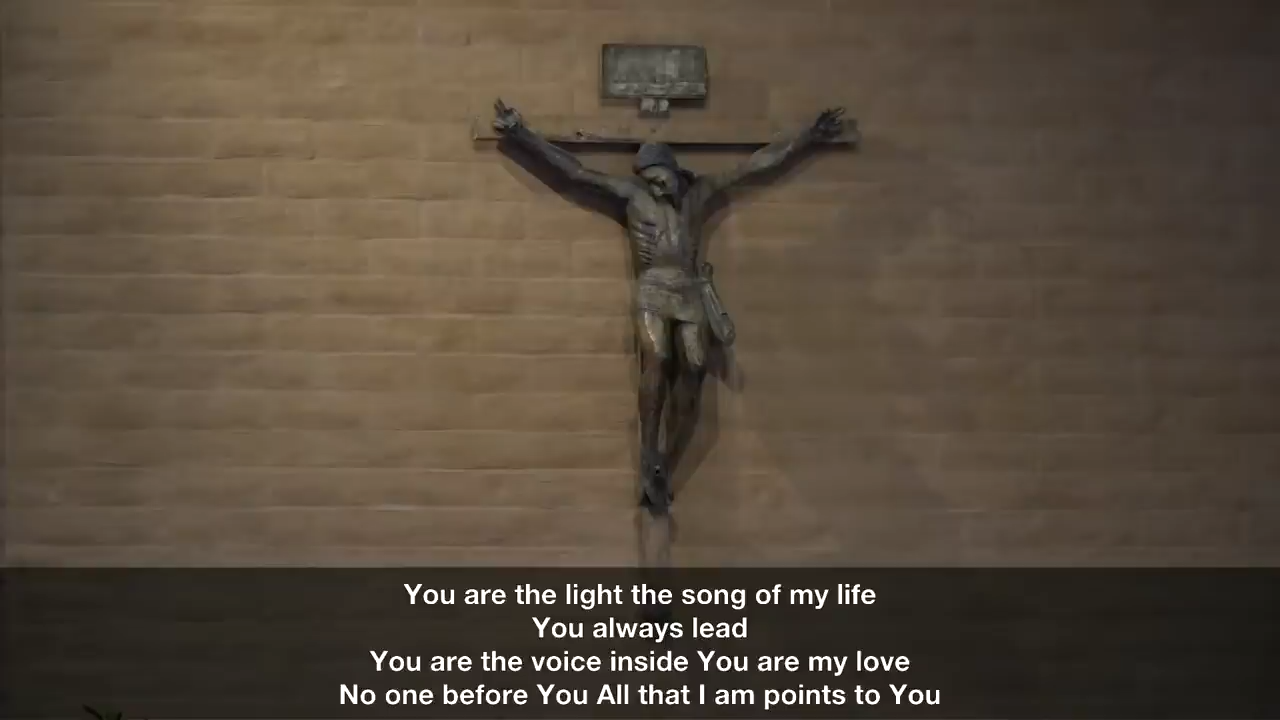 You are the light the song of my life
You always lead
You are the voice inside You are my love
No one before You All that I am points to You